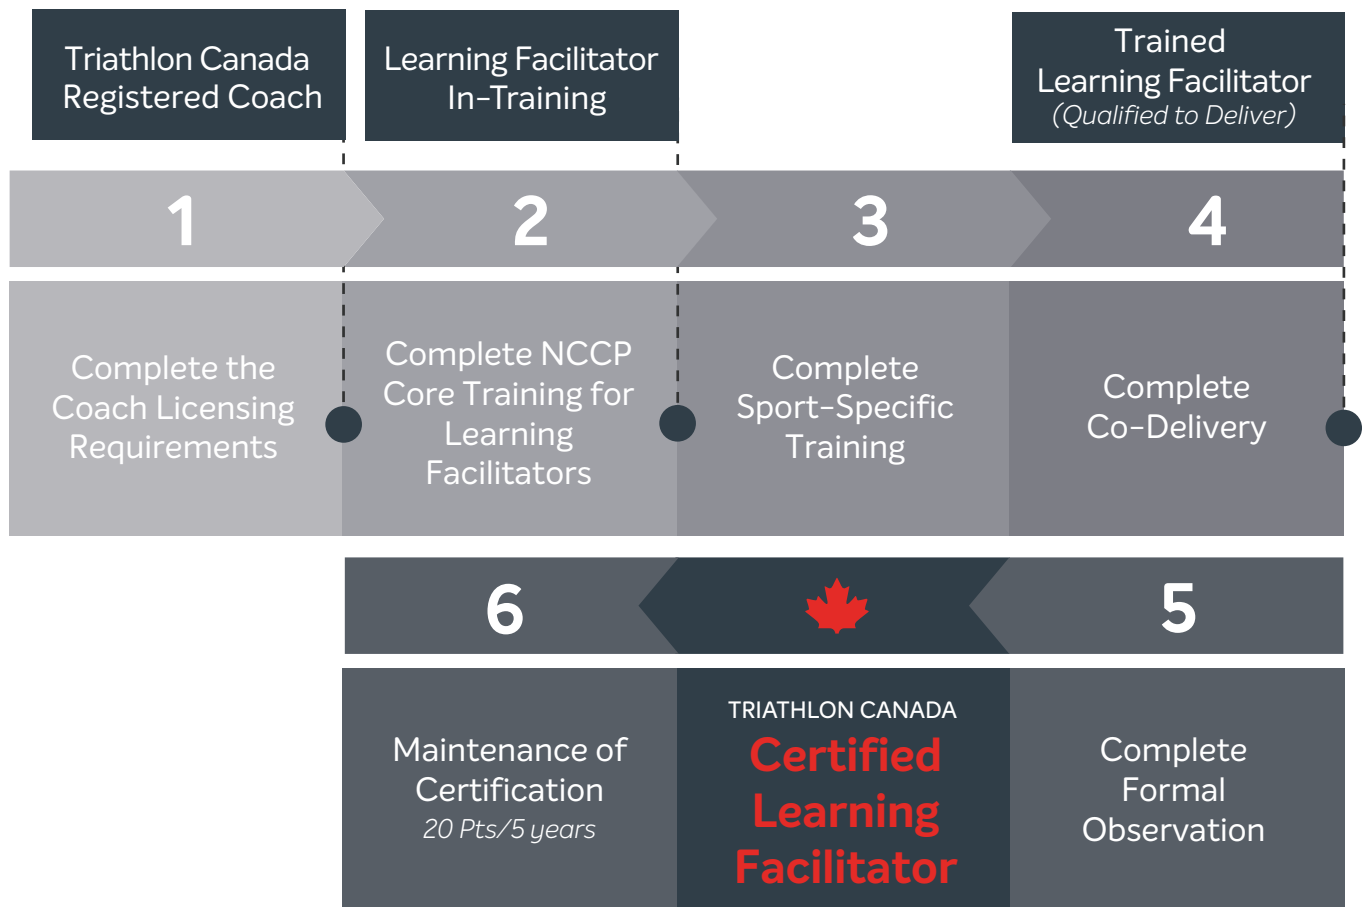 Triathlon Canada
Registered Coach
Learning Facilitator
In-Training
Trained
Learning Facilitator
(Qualified to Deliver)
1
2
3
4
Complete the
Coach Licensing
Requirements
Complete NCCP
Core Training for
Learning
Facilitators
Complete
Sport-Specific
Training
Complete
Co-Delivery
6
5
Maintenance of
Certification
20 Pts/5 years
TRIATHLON CANADA
Certified
Learning
Facilitator
Complete
Formal
Observation